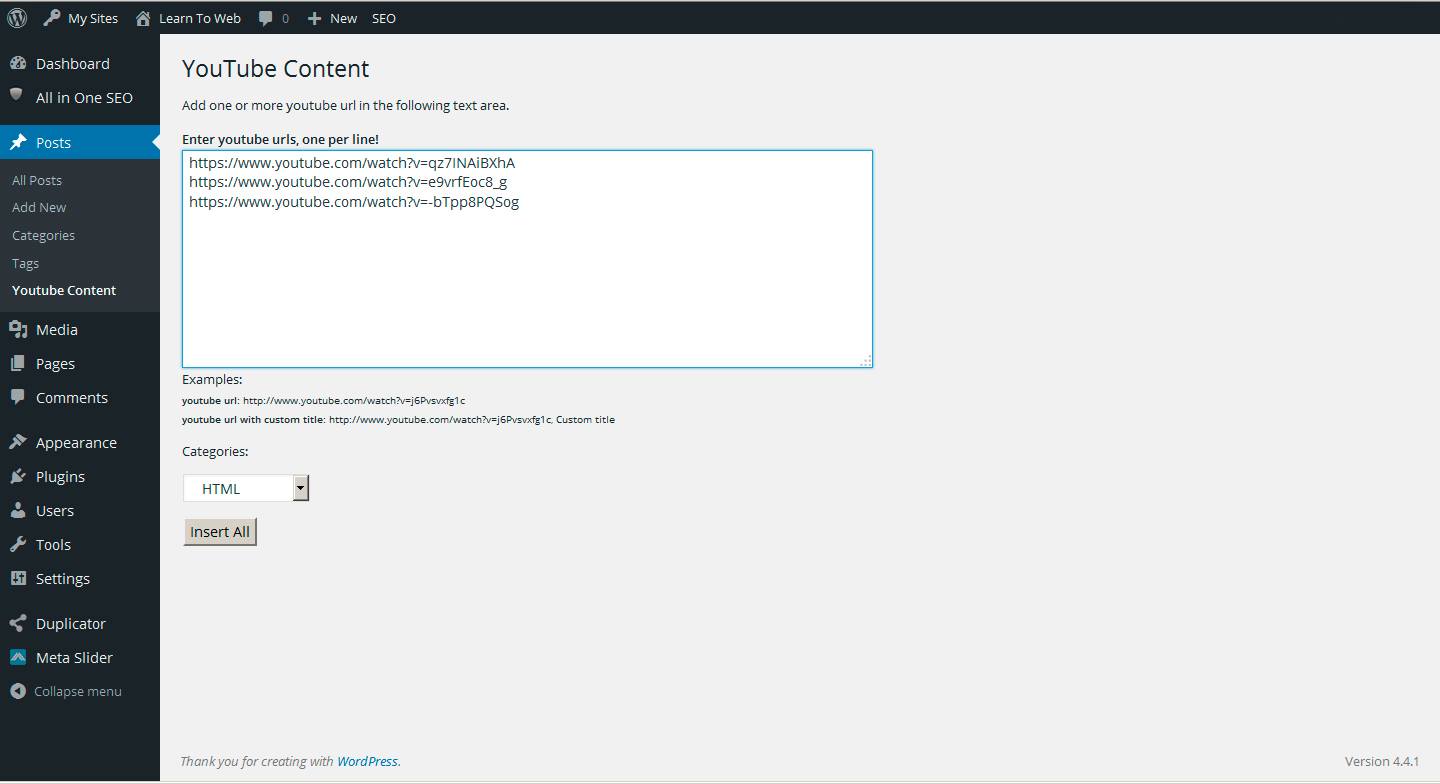 My Sites Learn To Web 0 New SEO
Dashboard
All in One SEO
Posts
All Posts
Add New
Categories
Tags
Youtube Content
Media
Pages
Comments
Appearance
Plugins
Users
Tools
Settings
Duplicator
Meta Slider
Collapse menu
YouTube Content
Add one or more youtube url in the following text area.
Enter youtube urls, one per line!
https://www.youtube.com/watch?v=qz7INAiBXhA
https://www.youtube.com/watch?v=e9vrfEoc8_g
https://www.youtube.com/watch?v=-bTpp8PQSog
Examples:
youtube url: http://www.youtube.com/watch?v=j6Pvsvxfg1c
youtube url with custom title: http://www.youtube.com/watch?v=j6Pvsvxfg1c, Custom title
Categories:
HTML
Insert All
Thank you for creating with WordPress.
Version 4.4.1